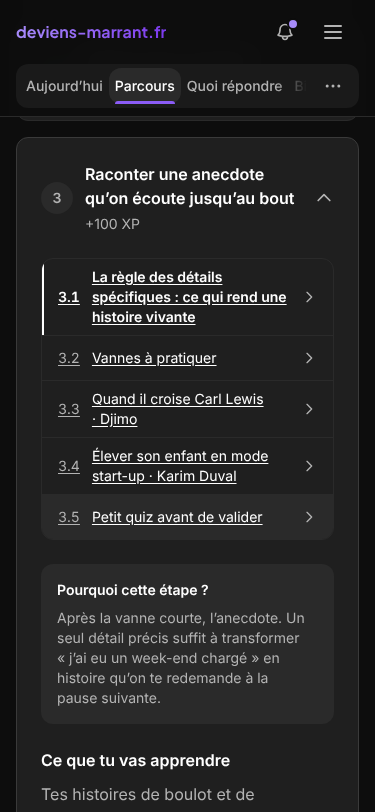 deviens-marrant.fr
Aujourd’hui Parcours Quoi répondre
3
Raconter une anecdote
qu’on écoute jusqu’au bout
+100 XP
3.1 La règle des détails
spécifiques : ce qui rend une
histoire vivante
3.2 Vannes à pratiquer
3.3 Quand il croise Carl Lewis
· Djimo
3.4 Élever son enfant en mode
start-up · Karim Duval
3.5 Petit quiz avant de valider
Pourquoi cette étape ?
Après la vanne courte, l’anecdote. Un
seul détail précis suffit à transformer
« j’ai eu un week-end chargé » en
histoire qu’on te redemande à la
pause suivante.
Ce que tu vas apprendre
Tes histoires de boulot et de